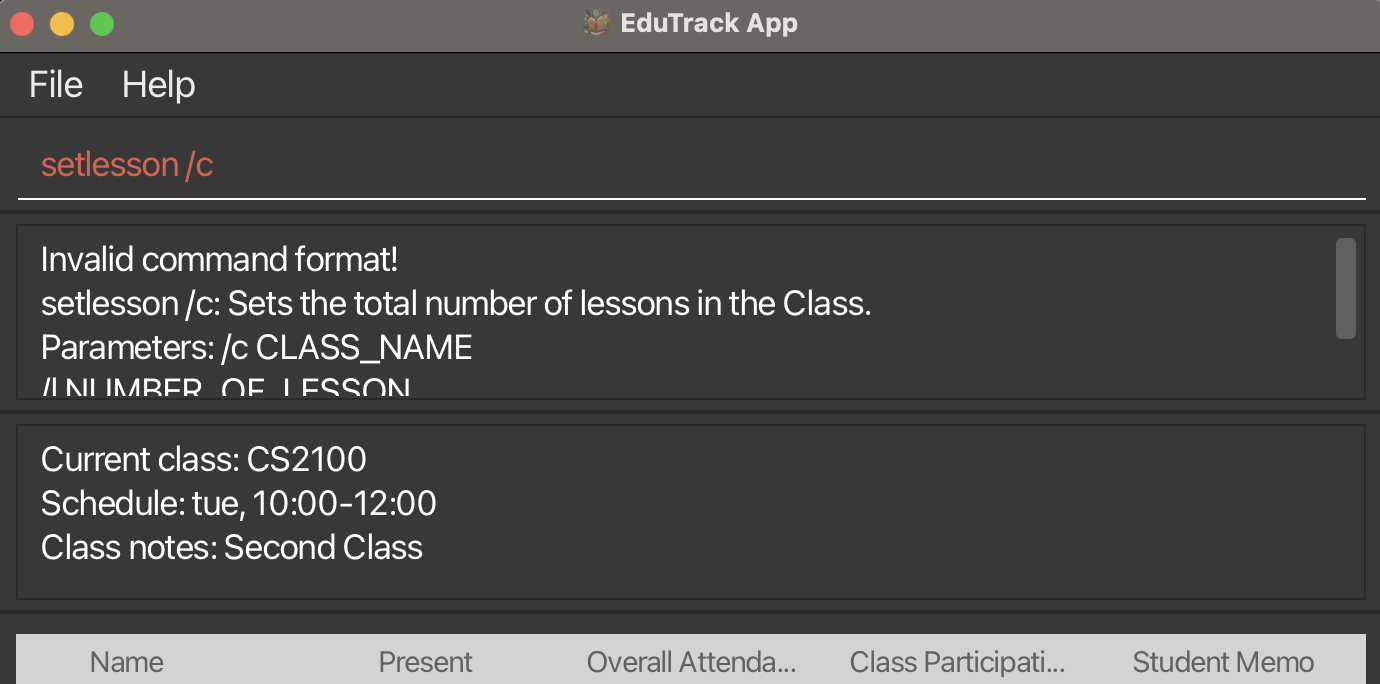 EduTrack App
File Help
setlesson /c
Invalid command format!
setlesson /c: Sets the total number of lessons in the Class.
Parameters: /c CLASS_NAME
/l NUMBER_OF_LESSON
Current class: CS2100
Schedule: tue, 10:00-12:00
Class notes: Second Class
Name Present Overall Attenda... Class Participati... Student Memo